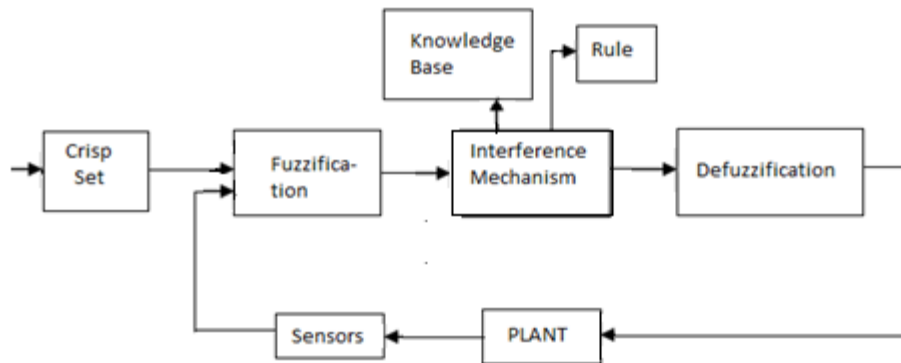 Knowledge
Base
Rule
Crisp
Set
Fuzzifica-
tion
Interference
Mechanism
Defuzzification
Sensors
PLANT